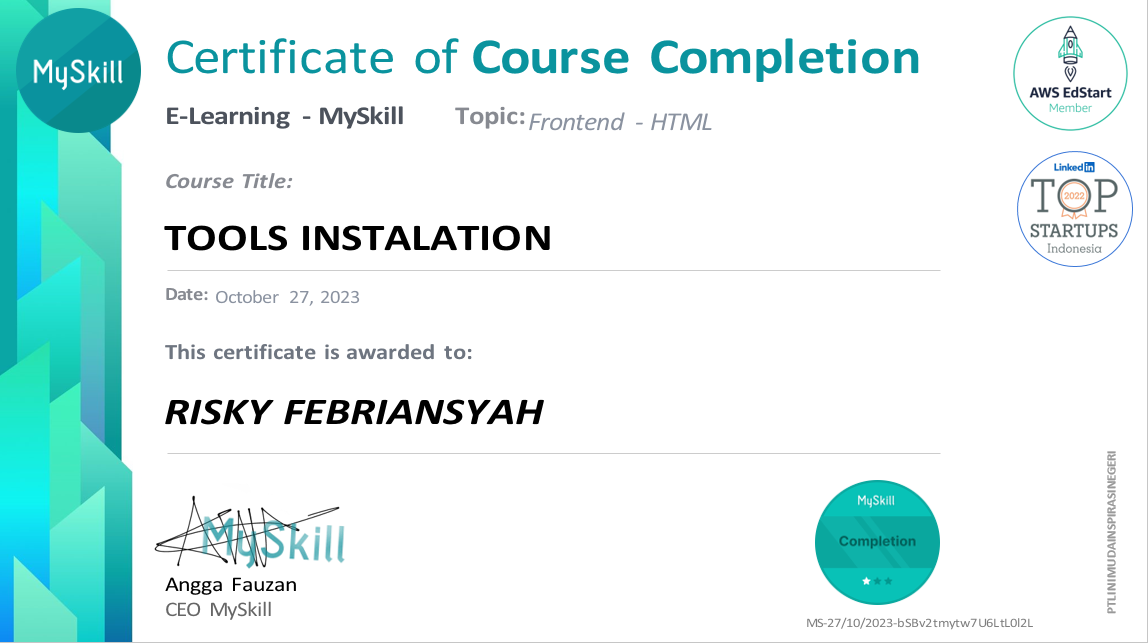 MySkill
Certificate of Course Completion
E-Learning - MySkill Topic: Frontend - HTML
Course Title:
TOOLS INSTALATION
Date: October 27, 2023
This certificate is awarded to:
RISKY FEBRIANSYAH
MySkill
Angga Fauzan
CEO MySkill
MySkill
Completion
MS-27/10/2023-bSBv2tmytw7U6LtL0l2L
AWS EdStart
Member
Linked in
TOP
2022
STARTUPS
Indonesia
PTLINIMUDAINSPIRASINEGERI